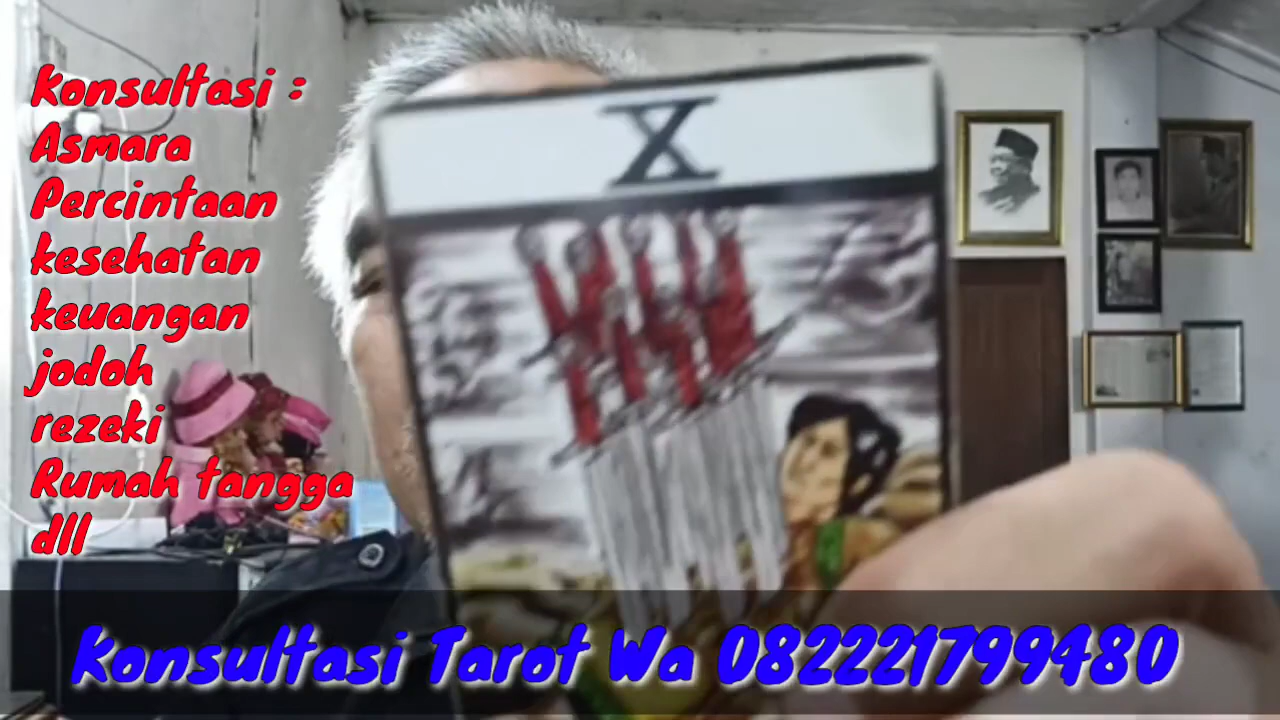 Konsultasi :
Asmara
Percintaan
kesehatan
keuangan
jodoh
rezeki
Rumah tangga
dll
X
Konsultasi Tarot Wa 082221799480